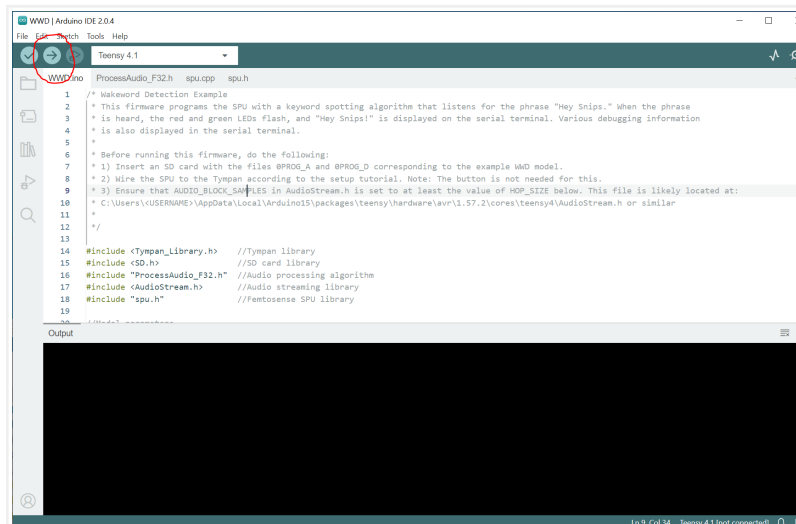 WWD | Arduino IDE 2.0.4
File Edit Sketch Tools Help
Teensy 4.1
WWD.ino ProcessAudio_F32.h spu.cpp spu.h
1 /* Wakeword Detection Example
2 * This firmware programs the SPU with a keyword spotting algorithm that listens for the phrase "Hey Snips." When the phrase
3 * is heard, the red and green LEDs flash, and "Hey Snips!" is displayed on the serial terminal. Various debugging information
4 * is also displayed in the serial terminal.
5 *
6 * Before running this firmware, do the following:
7 * 1) Insert an SD card with the files 0PROG_A and 0PROG_D corresponding to the example WWD model.
8 * 2) Wire the SPU to the Tympan according to the setup tutorial. Note: The button is not needed for this.
9 * 3) Ensure that AUDIO_BLOCK_SAMPLES in AudioStream.h is set to at least the value of HOP_SIZE below. This file is likely located at:
10 * C:\Users\<USERNAME>\AppData\Local\Arduino15\packages\teensy\hardware\avr\1.57.2\cores\teensy4\AudioStream.h or similar
11 *
12 */
13
14 #include <Tympan_Library.h> //Tympan library
15 #include <SD.h> //SD card library
16 #include "ProcessAudio_F32.h" //Audio processing algorithm
17 #include <AudioStream.h> //Audio streaming library
18 #include "spu.h" //Femtosense SPU library
19
20 //Model parameters
Output
Ln 9, Col 34 Teensy 4.1 [not connected]